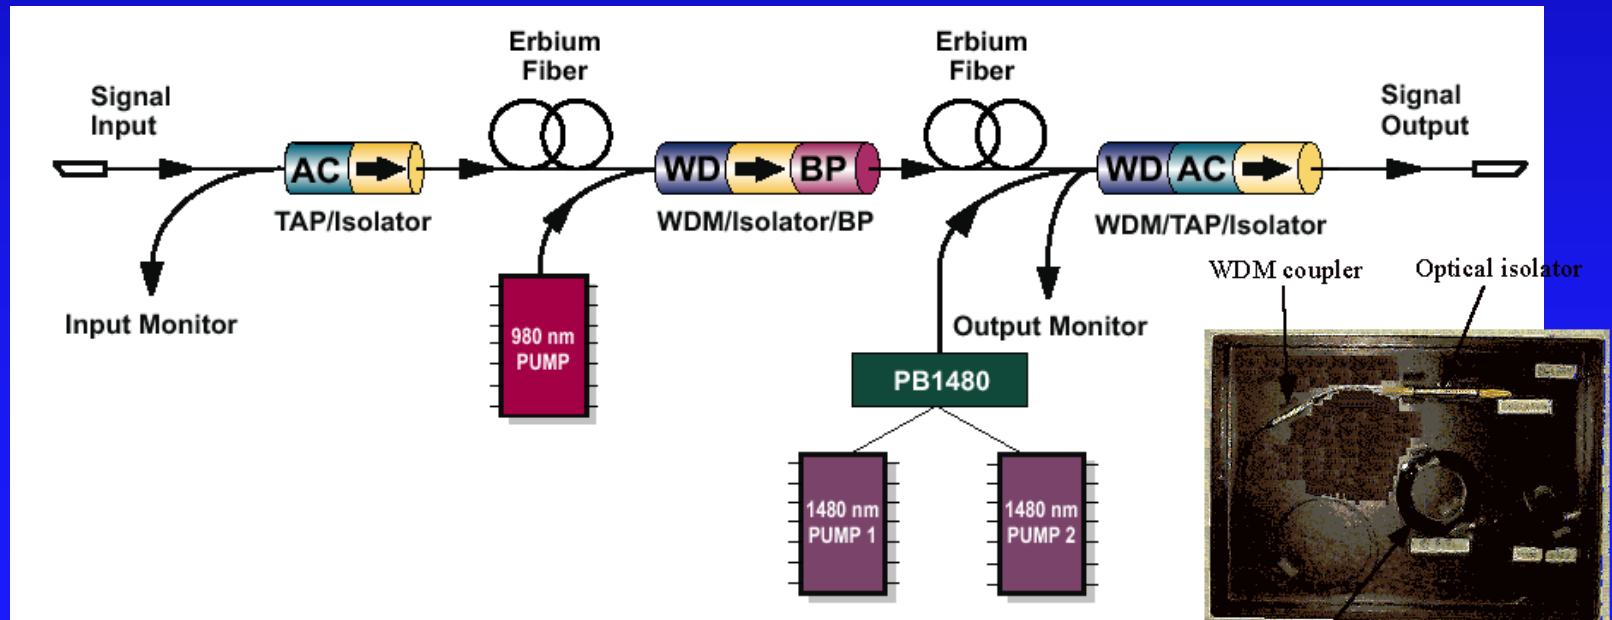 Erbium
Fiber
Erbium
Fiber
Signal
Input
Signal
Output
AC
WD
BP
WD
AC
TAP/Isolator
WDM/Isolator/BP
WDM/TAP/Isolator
WDM coupler
Optical isolator
Input Monitor
980 nm
PUMP
Output Monitor
PB1480
1480 nm
PUMP 1
1480 nm
PUMP 2